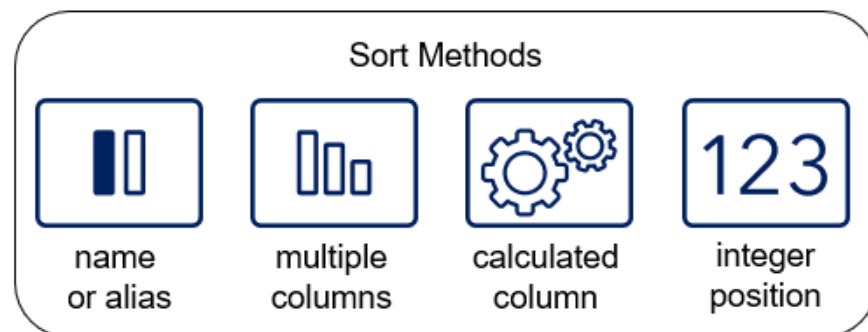 Sort Methods
123
name
or alias
multiple
columns
calculated
column
integer
position